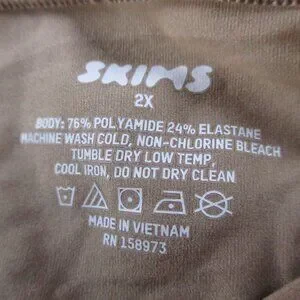 SKIMS
2X
BODY: 76% POLYAMIDE 24% ELASTANE
MACHINE WASH COLD, NON-CHLORINE BLEACH
TUMBLE DRY LOW TEMP,
COOL IRON, DO NOT DRY CLEAN
MADE IN VIETNAM
RN 158973